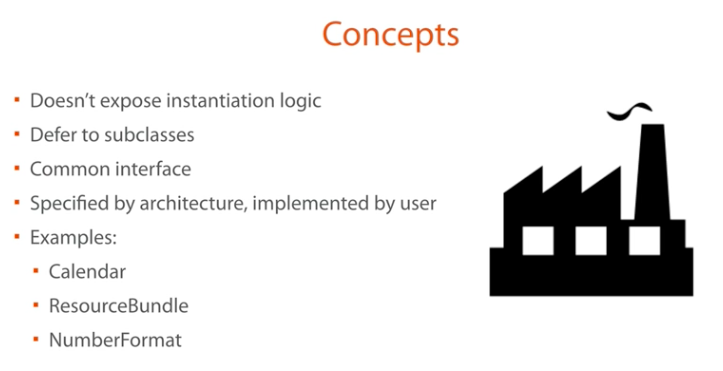 Concepts
Doesn't expose instantiation logic
Defer to subclasses
Common interface
Specified by architecture, implemented by user
Examples:
Calendar
ResourceBundle
NumberFormat